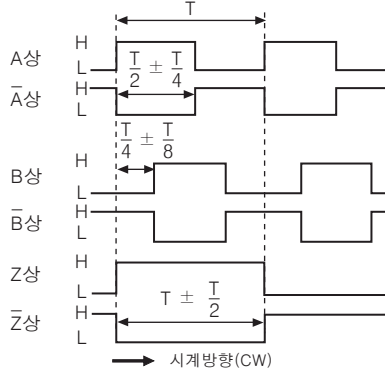 T
A상 H
L
T/2 ± T/4
A̅상 H
L
T/4 ± T/8
B상 H
L
B̅상 H
L
Z상 H
L
T ± T/2
Z̅상 H
L
시계방향(CW)